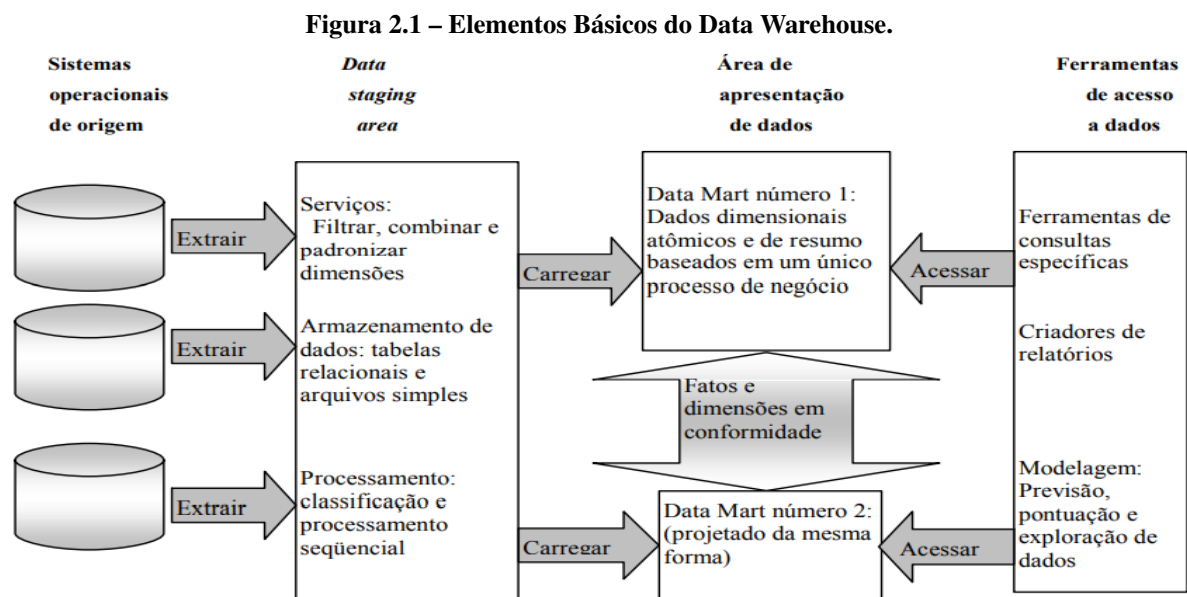 Figura 2.1 – Elementos Básicos do Data Warehouse.
Sistemas
operacionais
de origem
Data
staging
area
Área de
apresentação
de dados
Ferramentas
de acesso
a dados
Extrair
Extrair
Extrair
Serviços:
Filtrar, combinar e
padronizar
dimensões
Armazenamento de
dados: tabelas
relacionais e
arquivos simples
Processamento:
classificação e
processamento
seqüencial
Carregar
Carregar
Data Mart número 1:
Dados dimensionais
atômicos e de resumo
baseados em um único
processo de negócio
Fatos e
dimensões em
conformidade
Data Mart número 2:
(projetado da mesma
forma)
Acessar
Acessar
Ferramentas de
consultas
específicas
Criadores de
relatórios
Modelagem:
Previsão,
pontuação e
exploração de
dados